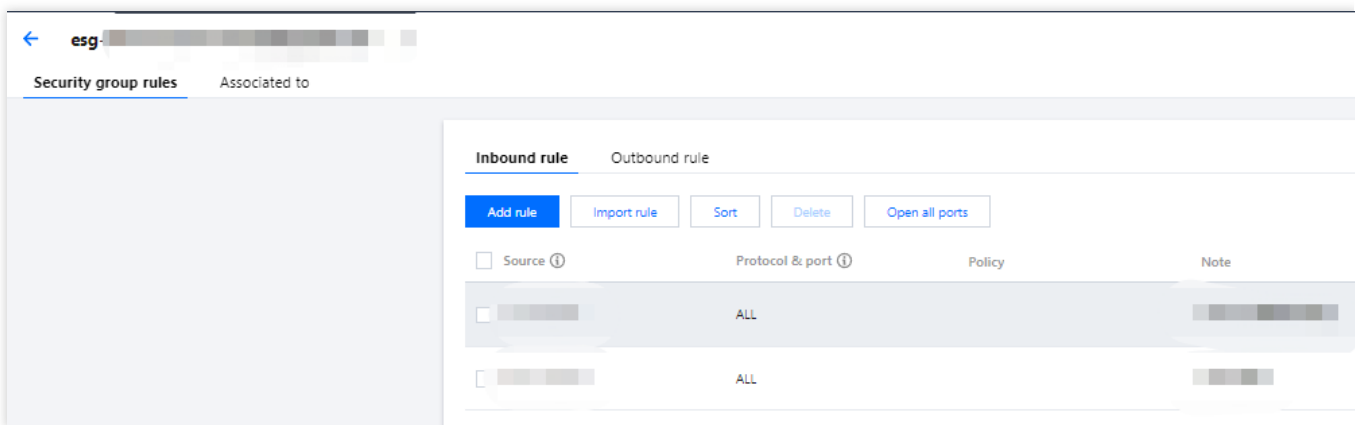 esg-
Security group rules Associated to
Inbound rule Outbound rule
Add rule Import rule Sort Delete Open all ports
Source Protocol & port Policy Note
ALL
ALL